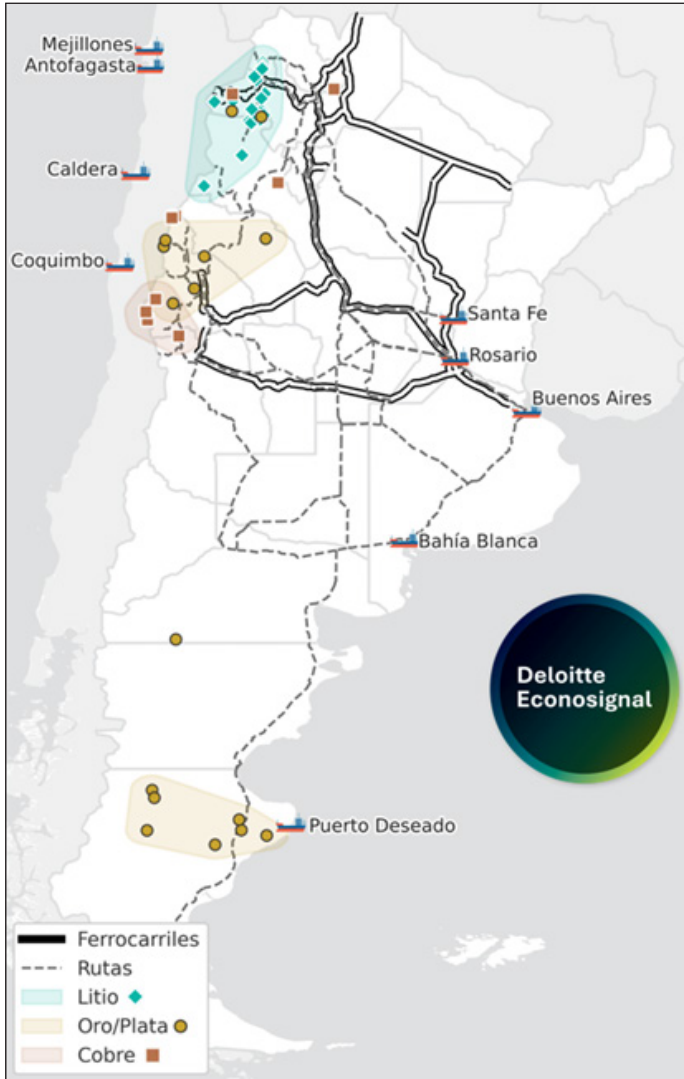 Mejillones
Antofagasta
Caldera
Coquimbo
Santa Fe
Rosario
Buenos Aires
Bahía Blanca
Deloitte
Econosignal
Puerto Deseado
Ferrocarriles
Rutas
Litio
Oro/Plata
Cobre